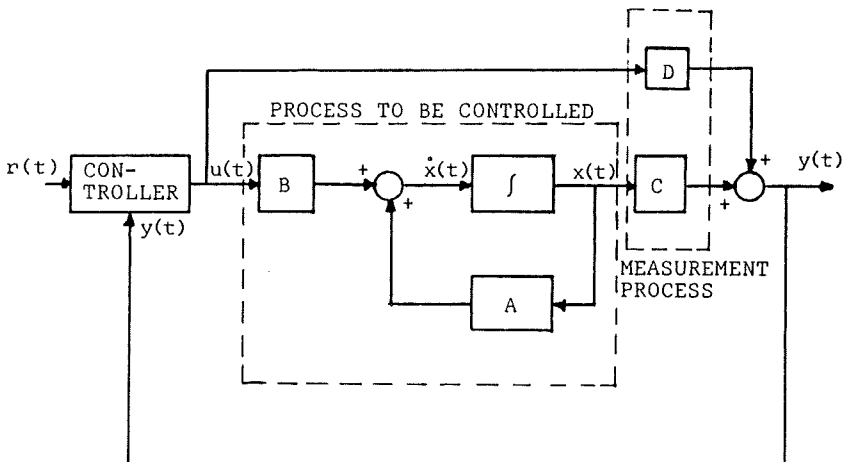 D
PROCESS TO BE CONTROLLED
r(t)
CON-
TROLLER
u(t)
B
+
+
ẋ(t)
∫
x(t)
C
+
+
y(t)
y(t)
A
MEASUREMENT
PROCESS